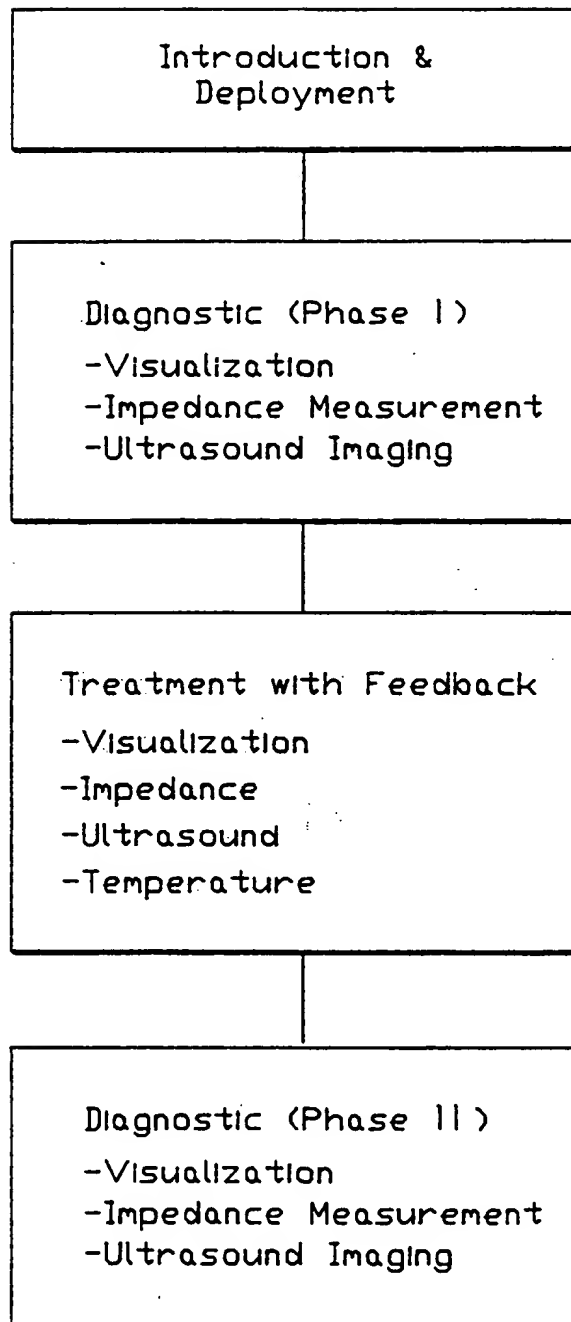 Introduction &
Deployment
Diagnostic (Phase I)
-Visualization
-Impedance Measurement
-Ultrasound Imaging
Treatment with Feedback
-Visualization
-Impedance
-Ultrasound
-Temperature
Diagnostic (Phase II)
-Visualization
-Impedance Measurement
-Ultrasound Imaging